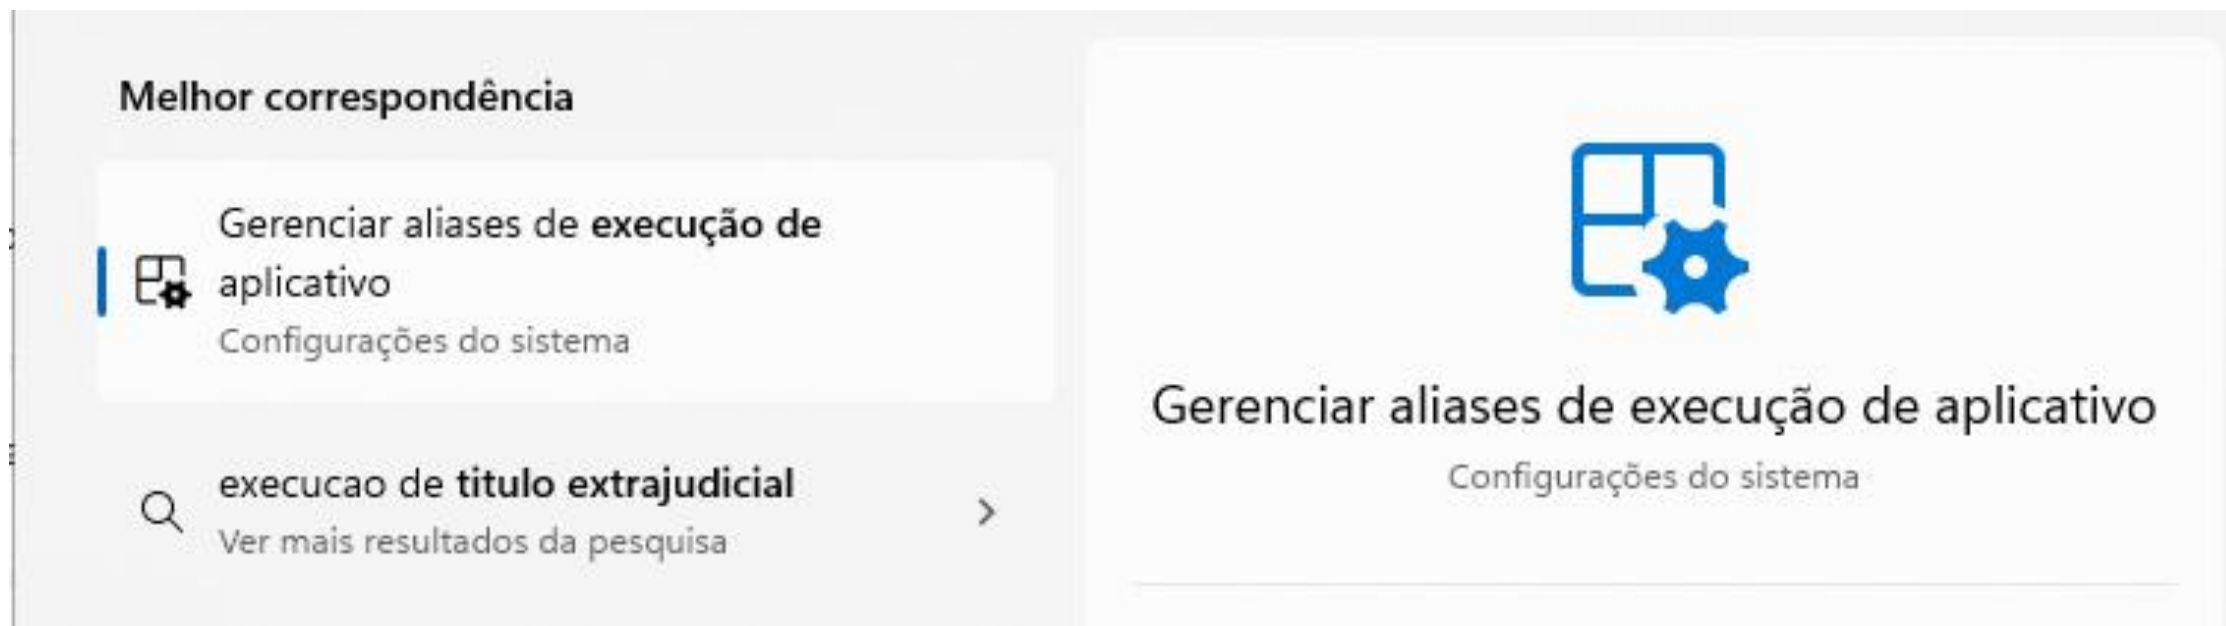 Melhor correspondência
Gerenciar aliases de execução de
aplicativo
Configurações do sistema
execucao de titulo extrajudicial
Ver mais resultados da pesquisa
Gerenciar aliases de execução de aplicativo
Configurações do sistema